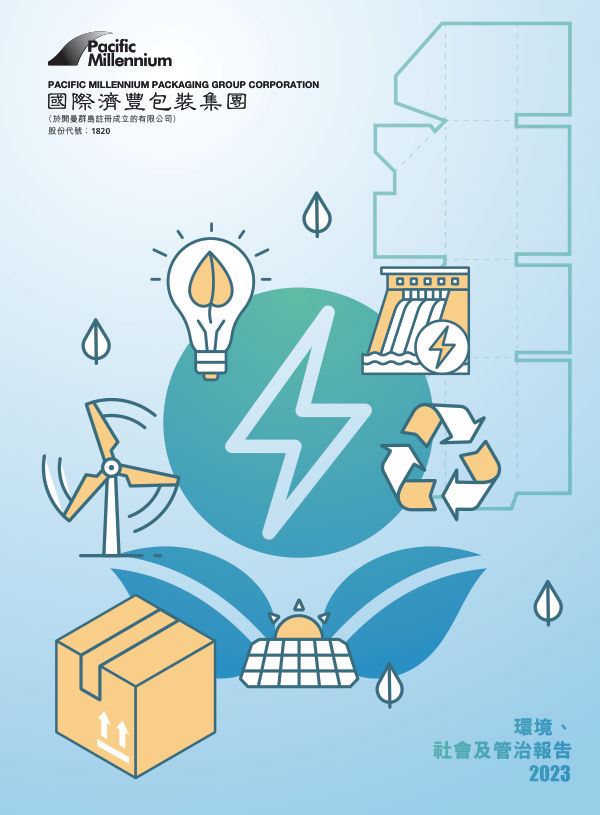 Pacific
Millennium
PACIFIC MILLENNIUM PACKAGING GROUP CORPORATION
國際濟豐包裝集團
（於開曼群島註冊成立的有限公司）
股份代號：1820
環境、
社會及管治報告
2023